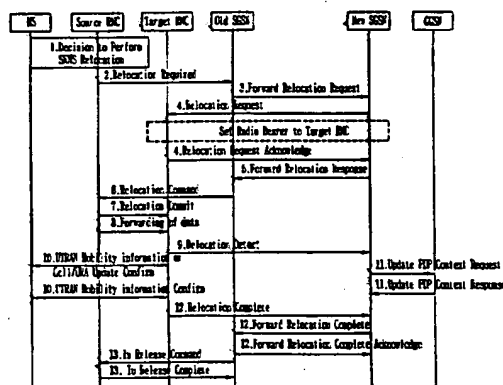 MS Source RNC Target RNC Old SGSN New SGSN GGSN
1.Decision to Perform
SRNS Relocation
2.Relocation Required
3.Forward Relocation Request
4.Relocation Request
Set Radio Bearer to Target RNC
4.Relocation Request Acknowledge
5.Forward Relocation Response
6.Relocation Command
7.Relocation Commit
8.Forwarding of data
9.Relocation Detect
10.UTRAN Mobility information or
Cell/URA Update Confirm
11.Update PDP Context Request
10.UTRAN Mobility information Confirm
11.Update PDP Context Response
12.Relocation Complete
12.Forward Relocation Complete
12.Forward Relocation Complete Acknowledge
13.Iu Release Command
13. Iu Release Complete